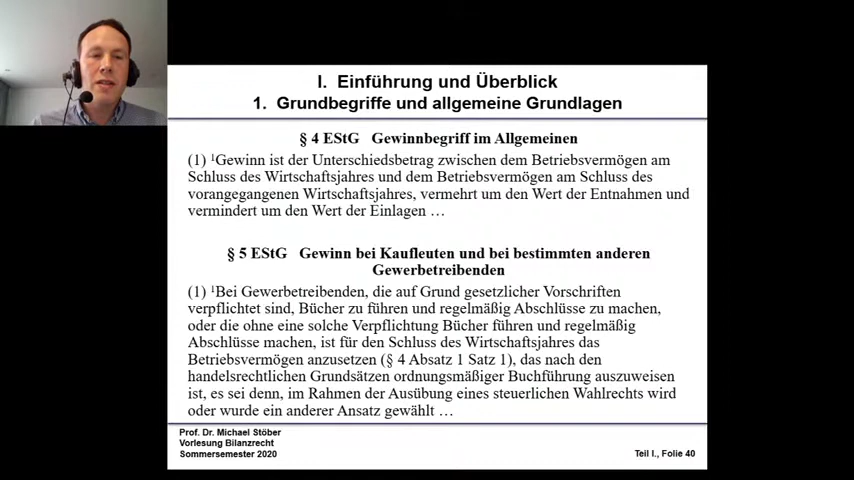 I. Einführung und Überblick
1. Grundbegriffe und allgemeine Grundlagen
§ 4 EStG Gewinnbegriff im Allgemeinen
(1) ¹Gewinn ist der Unterschiedsbetrag zwischen dem Betriebsvermögen am
Schluss des Wirtschaftsjahres und dem Betriebsvermögen am Schluss des
vorangegangenen Wirtschaftsjahres, vermehrt um den Wert der Entnahmen und
vermindert um den Wert der Einlagen …
§ 5 EStG Gewinn bei Kaufleuten und bei bestimmten anderen
Gewerbetreibenden
(1) ¹Bei Gewerbetreibenden, die auf Grund gesetzlicher Vorschriften
verpflichtet sind, Bücher zu führen und regelmäßig Abschlüsse zu machen,
oder die ohne eine solche Verpflichtung Bücher führen und regelmäßig
Abschlüsse machen, ist für den Schluss des Wirtschaftsjahres das
Betriebsvermögen anzusetzen (§ 4 Absatz 1 Satz 1), das nach den
handelsrechtlichen Grundsätzen ordnungsmäßiger Buchführung auszuweisen
ist, es sei denn, im Rahmen der Ausübung eines steuerlichen Wahlrechts wird
oder wurde ein anderer Ansatz gewählt …
Prof. Dr. Michael Stöber
Vorlesung Bilanzrecht
Sommersemester 2020
Teil I., Folie 40